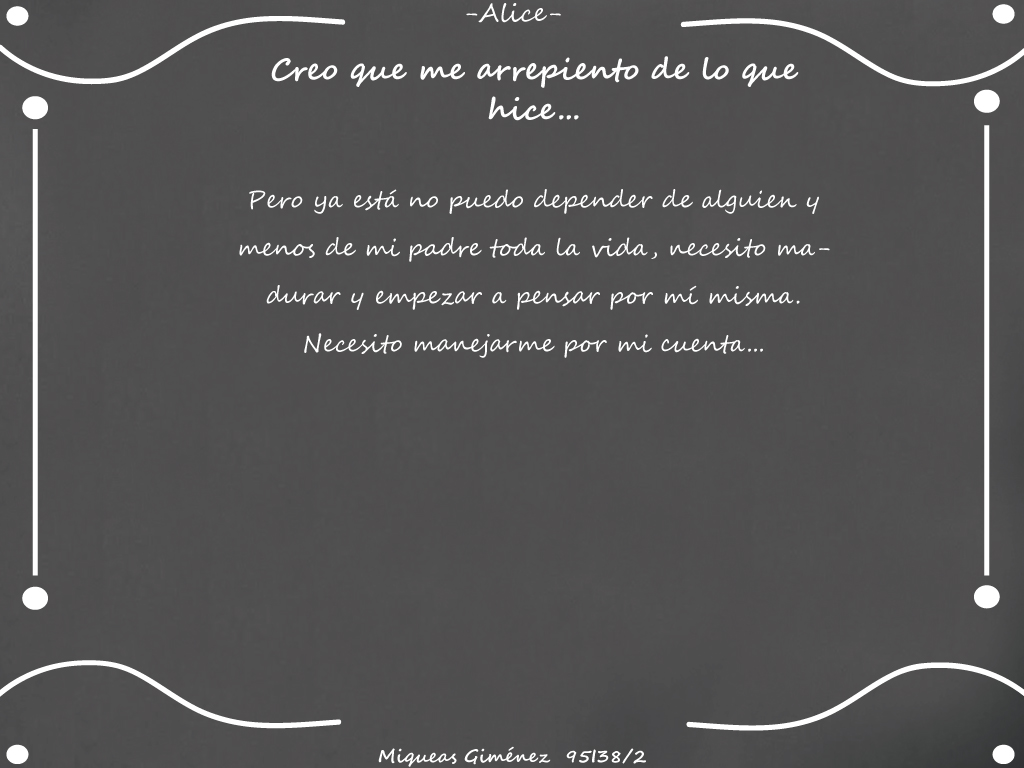 -Alice-
Creo que me arrepiento de lo que
hice...
Pero ya está no puedo depender de alguien y
menos de mi padre toda la vida, necesito ma-
durar y empezar a pensar por mí misma.
Necesito manejarme por mi cuenta...
Miqueas Giménez 95138/2